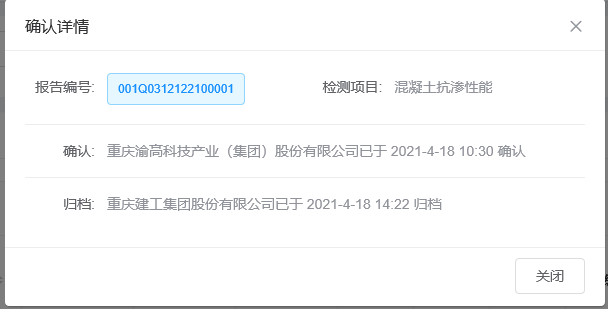 确认详情
报告编号: 001Q0312122100001 检测项目: 混凝土抗渗性能
确认: 重庆渝高科技产业（集团）股份有限公司已于 2021-4-18 10:30 确认
归档: 重庆建工集团股份有限公司已于 2021-4-18 14:22 归档
关闭